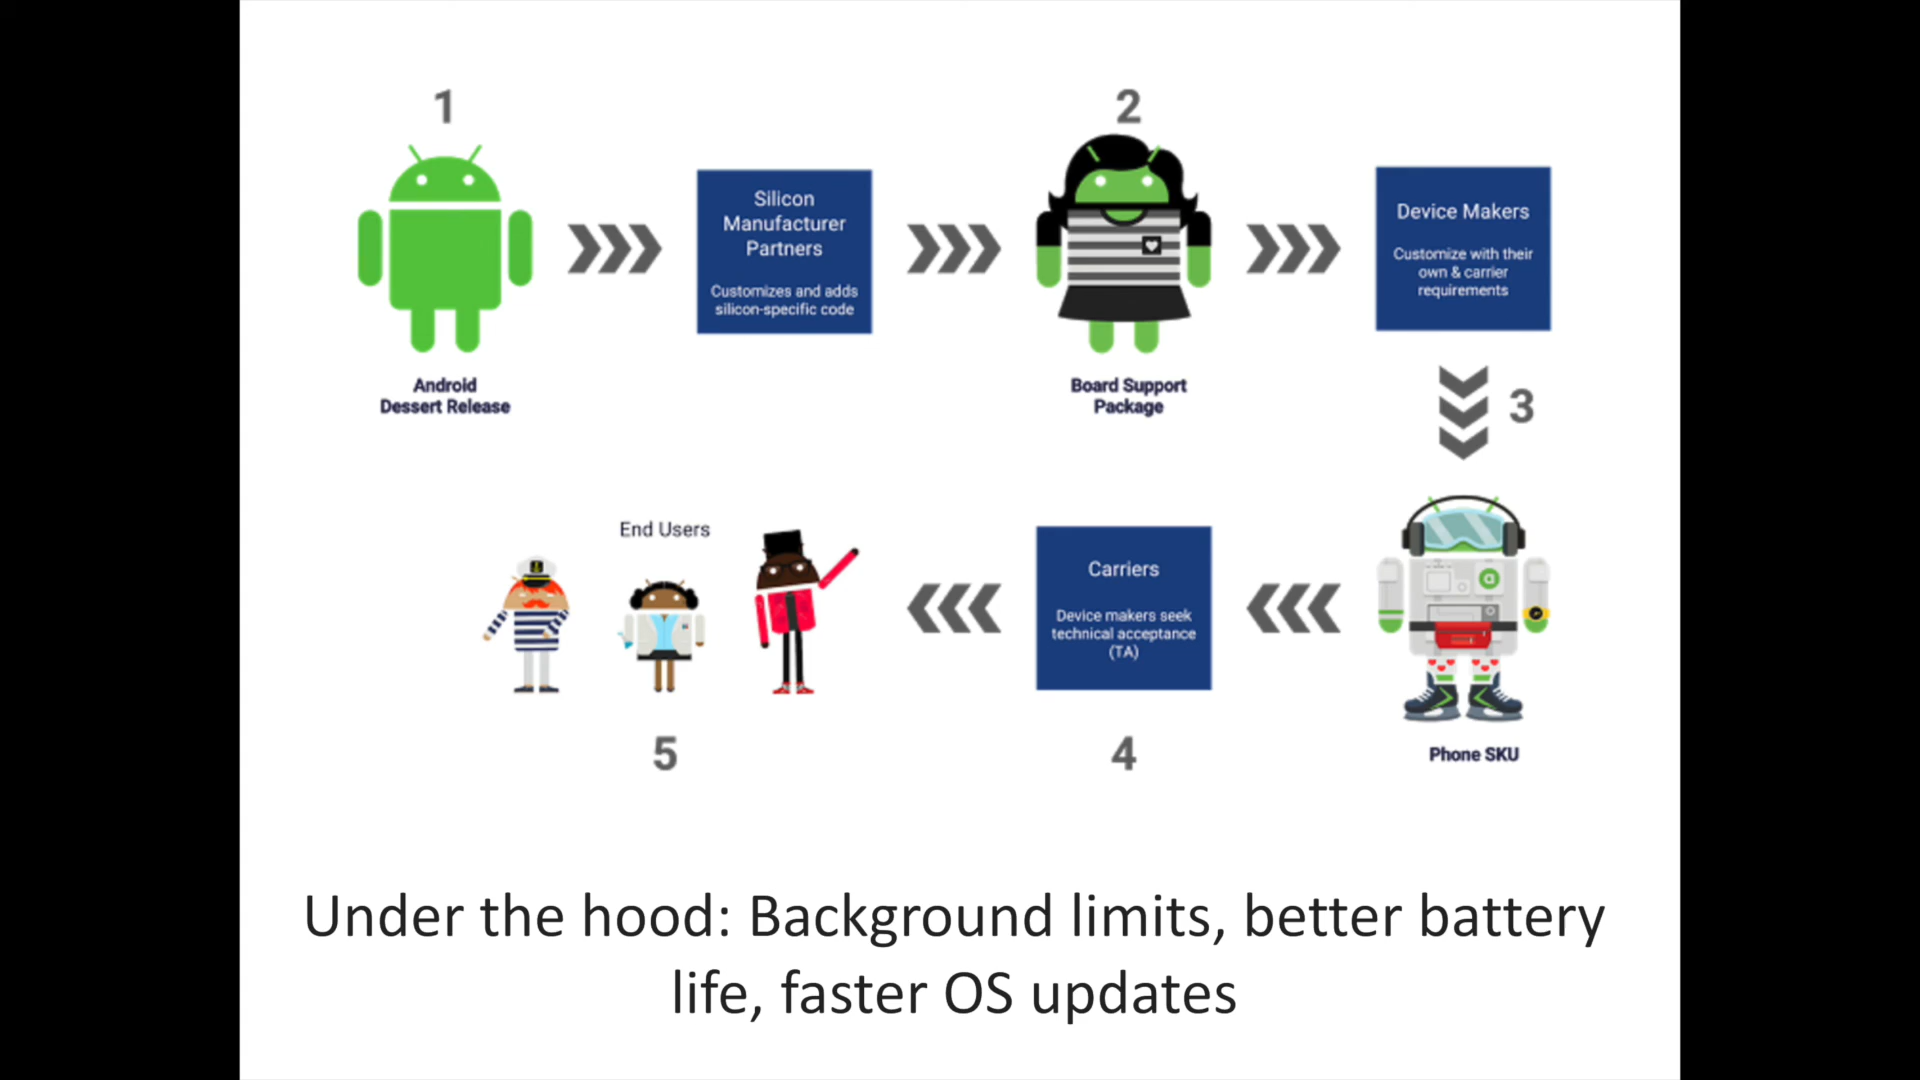 1
2
Silicon
Manufacturer
Partners
Customizes and adds
silicon-specific code
Device Makers
Customize with their
own & carrier
requirements
Android
Dessert Release
Board Support
Package
3
End Users
Carriers
Device makers seek
technical acceptance
(TA)
a
Phone SKU
5
4
Under the hood: Background limits, better battery
life, faster OS updates